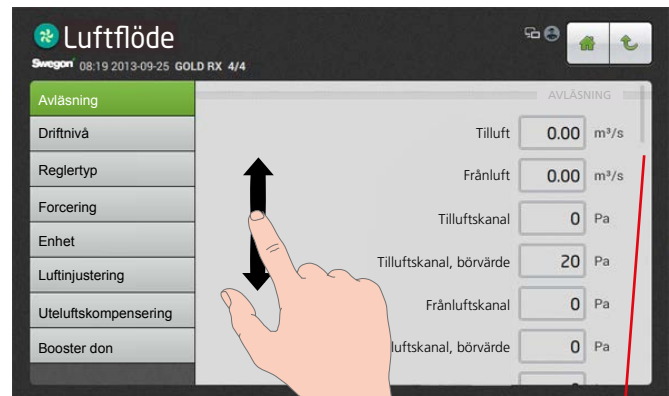 Luftflöde
Swegon 08:19 2013-09-25 GOLD RX 4/4
Avläsning
Driftnivå
Reglertyp
Forcering
Enhet
Luftinjustering
Uteluftskompensering
Booster don
AVLÄSNING
Tilluft 0.00 m³/s
Frånluft 0.00 m³/s
Tilluftskanal 0 Pa
Tilluftskanal, börvärde 20 Pa
Frånluftskanal 0 Pa
luftskanal, börvärde 0 Pa